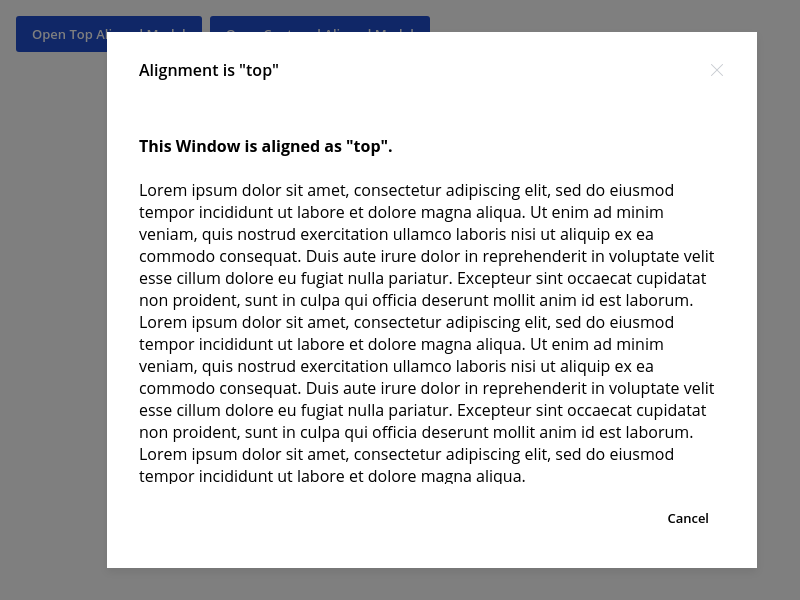 Open Top
Alignment is "top"
This Window is aligned as "top".
Lorem ipsum dolor sit amet, consectetur adipiscing elit, sed do eiusmod
tempor incididunt ut labore et dolore magna aliqua. Ut enim ad minim
veniam, quis nostrud exercitation ullamco laboris nisi ut aliquip ex ea
commodo consequat. Duis aute irure dolor in reprehenderit in voluptate velit
esse cillum dolore eu fugiat nulla pariatur. Excepteur sint occaecat cupidatat
non proident, sunt in culpa qui officia deserunt mollit anim id est laborum.
Lorem ipsum dolor sit amet, consectetur adipiscing elit, sed do eiusmod
tempor incididunt ut labore et dolore magna aliqua. Ut enim ad minim
veniam, quis nostrud exercitation ullamco laboris nisi ut aliquip ex ea
commodo consequat. Duis aute irure dolor in reprehenderit in voluptate velit
esse cillum dolore eu fugiat nulla pariatur. Excepteur sint occaecat cupidatat
non proident, sunt in culpa qui officia deserunt mollit anim id est laborum.
Lorem ipsum dolor sit amet, consectetur adipiscing elit, sed do eiusmod
tempor incididunt ut labore et dolore magna aliqua.
Cancel